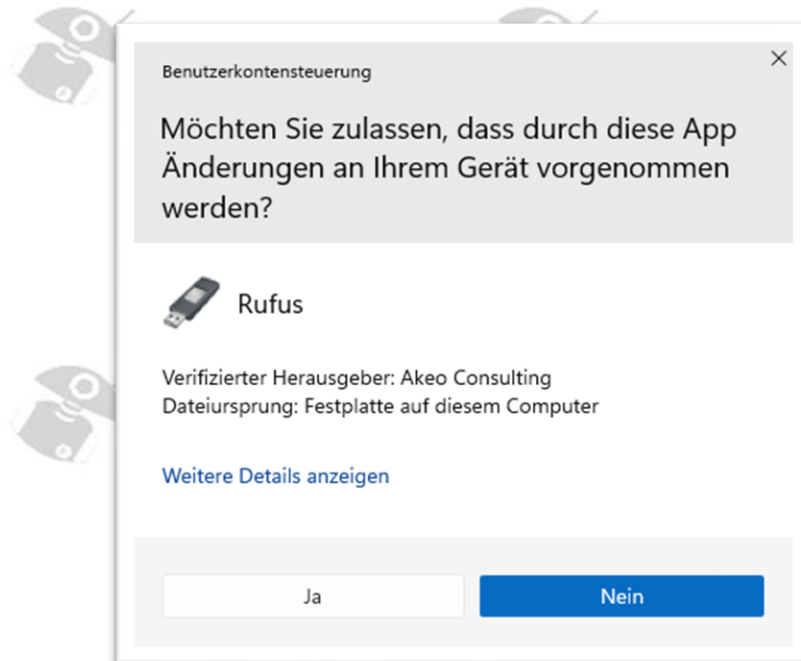 Benutzerkontensteuerung
Möchten Sie zulassen, dass durch diese App
Änderungen an Ihrem Gerät vorgenommen
werden?
Rufus
Verifizierter Herausgeber: Akeo Consulting
Dateiursprung: Festplatte auf diesem Computer
Weitere Details anzeigen
Ja
Nein